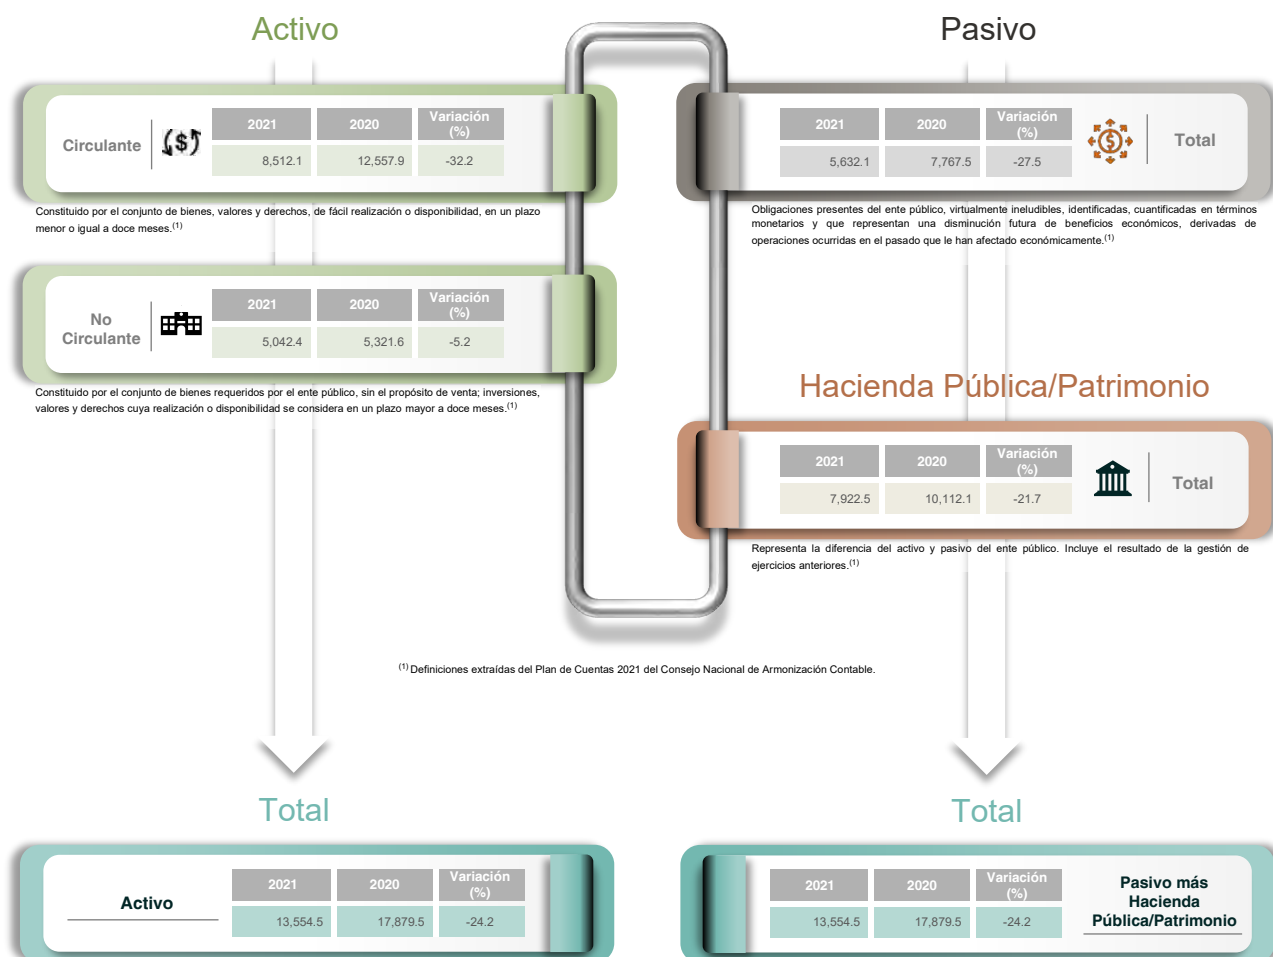 Activo
Circulante
2021 2020 Variación (%)
8,512.1 12,557.9 -32.2
Constituido por el conjunto de bienes, valores y derechos, de fácil realización o disponibilidad, en un plazo
menor o igual a doce meses.(1)
No
Circulante
2021 2020 Variación (%)
5,042.4 5,321.6 -5.2
Constituido por el conjunto de bienes requeridos por el ente público, sin el propósito de venta; inversiones,
valores y derechos cuya realización o disponibilidad se considera en un plazo mayor a doce meses.(1)
Pasivo
2021 2020 Variación (%)
5,632.1 7,767.5 -27.5
Total
Obligaciones presentes del ente público, virtualmente ineludibles, identificadas, cuantificadas en términos
monetarios y que representan una disminución futura de beneficios económicos, derivadas de
operaciones ocurridas en el pasado que le han afectado económicamente.(1)
Hacienda Pública/Patrimonio
2021 2020 Variación (%)
7,922.5 10,112.1 -21.7
Total
Representa la diferencia del activo y pasivo del ente público. Incluye el resultado de la gestión de
ejercicios anteriores.(1)
(1) Definiciones extraídas del Plan de Cuentas 2021 del Consejo Nacional de Armonización Contable.
Total
Activo
2021 2020 Variación (%)
13,554.5 17,879.5 -24.2
Total
2021 2020 Variación (%)
13,554.5 17,879.5 -24.2
Pasivo más
Hacienda
Pública/Patrimonio